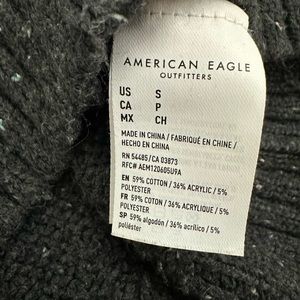 AMERICAN EAGLE
OUTFITTERS
US S
CA P
MX CH
MADE IN CHINA / FABRIQUÉ EN CHINE /
HECHO EN CHINA
RN 54485/CA 03873
RFC# AEM120605U9A
EN 59% COTTON / 36% ACRYLIC / 5%
POLYESTER
FR 59% COTON / 36% ACRYLIQUE / 5%
POLYESTER
SP 59% algodón / 36% acrílico / 5%
poliéster